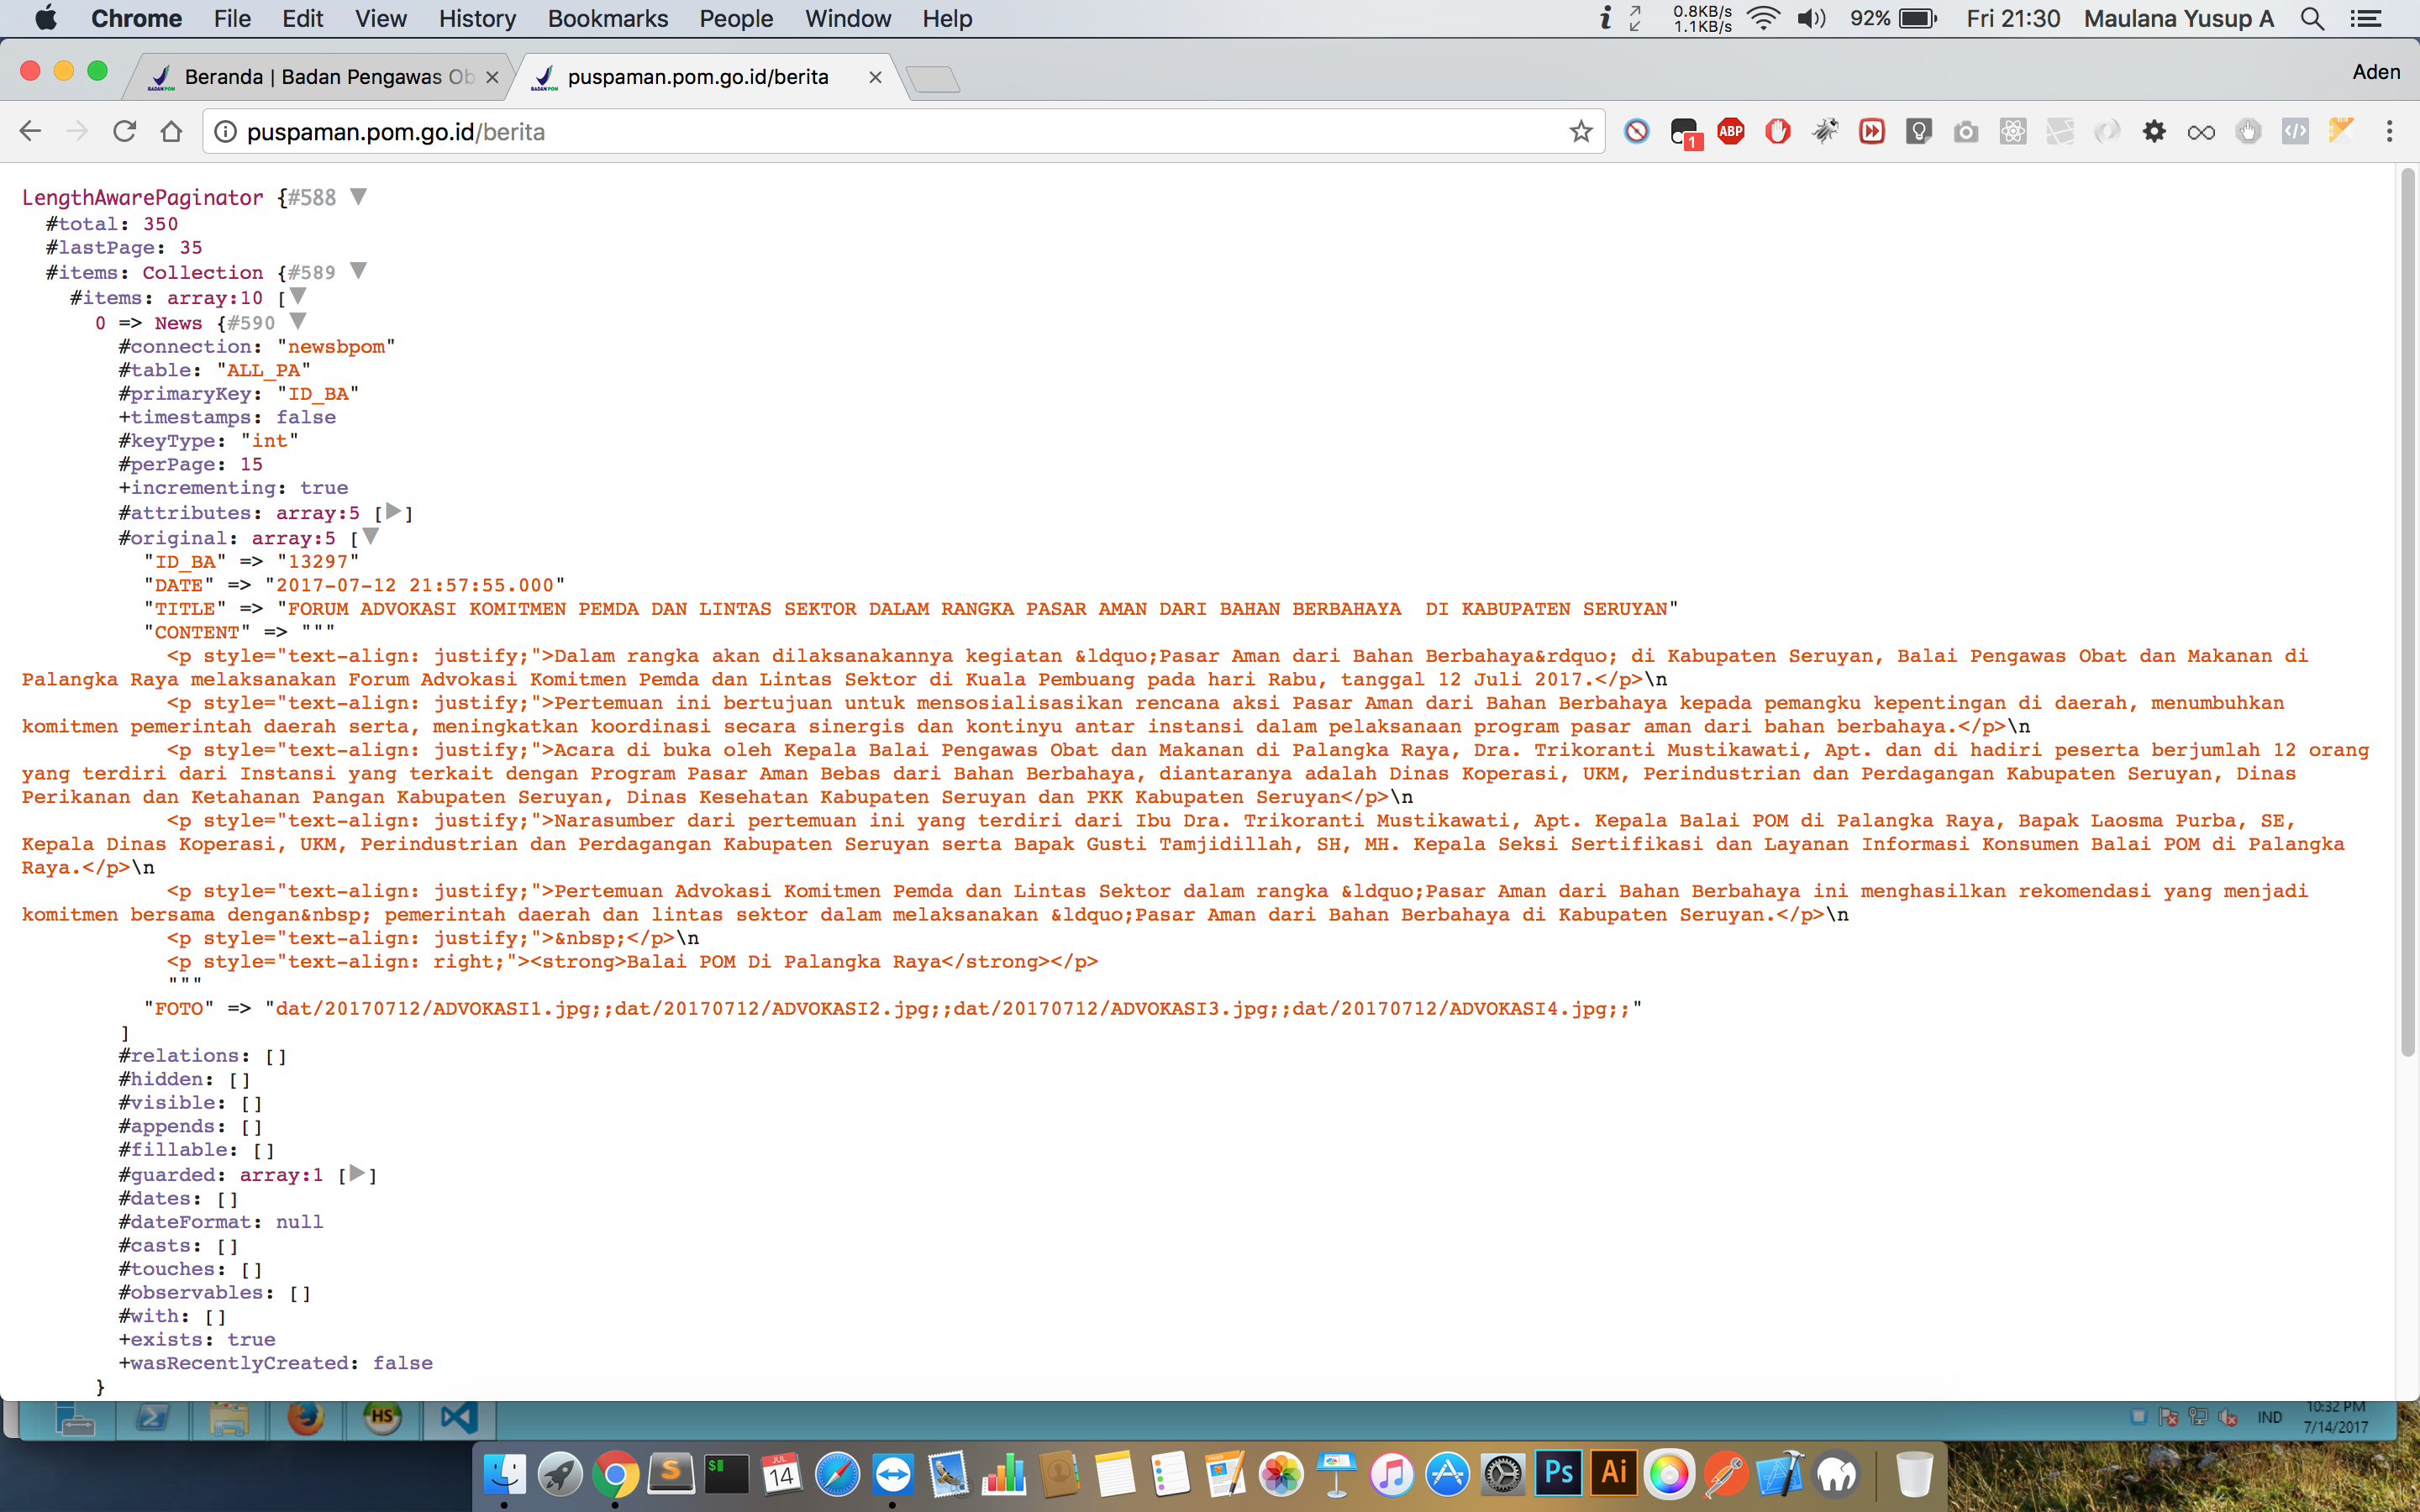 Chrome File Edit View History Bookmarks People Window Help 0.8KB/s 1.1KB/s 92% Fri 21:30 Maulana Yusup A
Beranda | Badan Pengawas Ob puspaman.pom.go.id/berita Aden
puspaman.pom.go.id/berita ABP 1
LengthAwarePaginator {#588 ▼
#total: 350
#lastPage: 35
#items: Collection {#589 ▼
#items: array:10 [▼
0 => News {#590 ▼
#connection: "newsbpom"
#table: "ALL_PA"
#primaryKey: "ID_BA"
+timestamps: false
#keyType: "int"
#perPage: 15
+incrementing: true
#attributes: array:5 [▶]
#original: array:5 [▼
"ID_BA" => "13297"
"DATE" => "2017-07-12 21:57:55.000"
"TITLE" => "FORUM ADVOKASI KOMITMEN PEMDA DAN LINTAS SEKTOR DALAM RANGKA PASAR AMAN DARI BAHAN BERBAHAYA  DI KABUPATEN SERUYAN"
"CONTENT" => """
<p style="text-align: justify;">Dalam rangka akan dilaksanakannya kegiatan &ldquo;Pasar Aman dari Bahan Berbahaya&rdquo; di Kabupaten Seruyan, Balai Pengawas Obat dan Makanan di
Palangka Raya melaksanakan Forum Advokasi Komitmen Pemda dan Lintas Sektor di Kuala Pembuang pada hari Rabu, tanggal 12 Juli 2017.</p>\n
<p style="text-align: justify;">Pertemuan ini bertujuan untuk mensosialisasikan rencana aksi Pasar Aman dari Bahan Berbahaya kepada pemangku kepentingan di daerah, menumbuhkan
komitmen pemerintah daerah serta, meningkatkan koordinasi secara sinergis dan kontinyu antar instansi dalam pelaksanaan program pasar aman dari bahan berbahaya.</p>\n
<p style="text-align: justify;">Acara di buka oleh Kepala Balai Pengawas Obat dan Makanan di Palangka Raya, Dra. Trikoranti Mustikawati, Apt. dan di hadiri peserta berjumlah 12 orang
yang terdiri dari Instansi yang terkait dengan Program Pasar Aman Bebas dari Bahan Berbahaya, diantaranya adalah Dinas Koperasi, UKM, Perindustrian dan Perdagangan Kabupaten Seruyan, Dinas
Perikanan dan Ketahanan Pangan Kabupaten Seruyan, Dinas Kesehatan Kabupaten Seruyan dan PKK Kabupaten Seruyan</p>\n
<p style="text-align: justify;">Narasumber dari pertemuan ini yang terdiri dari Ibu Dra. Trikoranti Mustikawati, Apt. Kepala Balai POM di Palangka Raya, Bapak Laosma Purba, SE,
Kepala Dinas Koperasi, UKM, Perindustrian dan Perdagangan Kabupaten Seruyan serta Bapak Gusti Tamjidillah, SH, MH. Kepala Seksi Sertifikasi dan Layanan Informasi Konsumen Balai POM di Palangka
Raya.</p>\n
<p style="text-align: justify;">Pertemuan Advokasi Komitmen Pemda dan Lintas Sektor dalam rangka &ldquo;Pasar Aman dari Bahan Berbahaya ini menghasilkan rekomendasi yang menjadi
komitmen bersama dengan&nbsp; pemerintah daerah dan lintas sektor dalam melaksanakan &ldquo;Pasar Aman dari Bahan Berbahaya di Kabupaten Seruyan.</p>\n
<p style="text-align: justify;">&nbsp;</p>\n
<p style="text-align: right;"><strong>Balai POM Di Palangka Raya</strong></p>
"""
"FOTO" => "dat/20170712/ADVOKASI1.jpg;;dat/20170712/ADVOKASI2.jpg;;dat/20170712/ADVOKASI3.jpg;;dat/20170712/ADVOKASI4.jpg;;"
]
#relations: []
#hidden: []
#visible: []
#appends: []
#fillable: []
#guarded: array:1 [▶]
#dates: []
#dateFormat: null
#casts: []
#touches: []
#observables: []
#with: []
+exists: true
+wasRecentlyCreated: false
}
HS IND 10:32 PM
7/14/2017
S $ JUL 14 Ps Ai